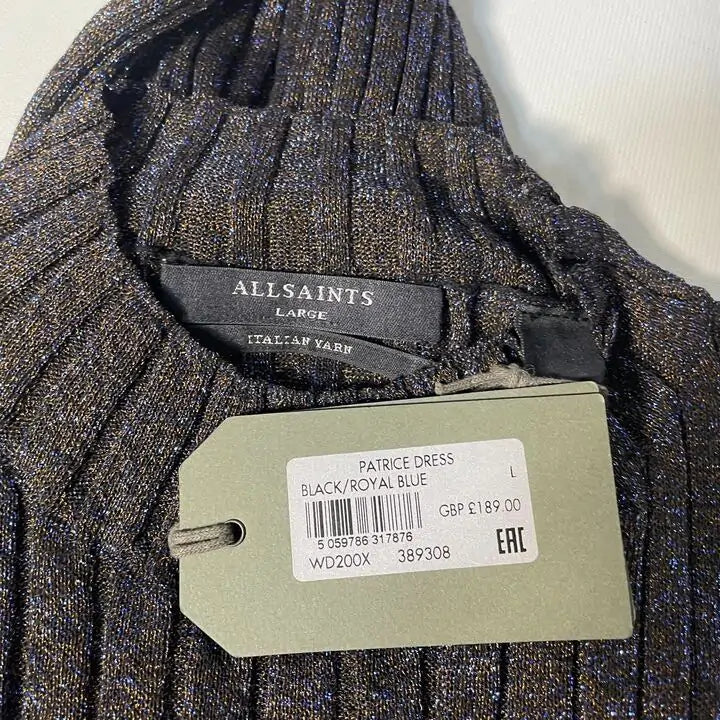 ALLSAINTS
LARGE
ITALIAN YARN
PATRICE DRESS
BLACK/ROYAL BLUE L
GBP £189.00
5 059786 317876
WD200X 389308 EAC